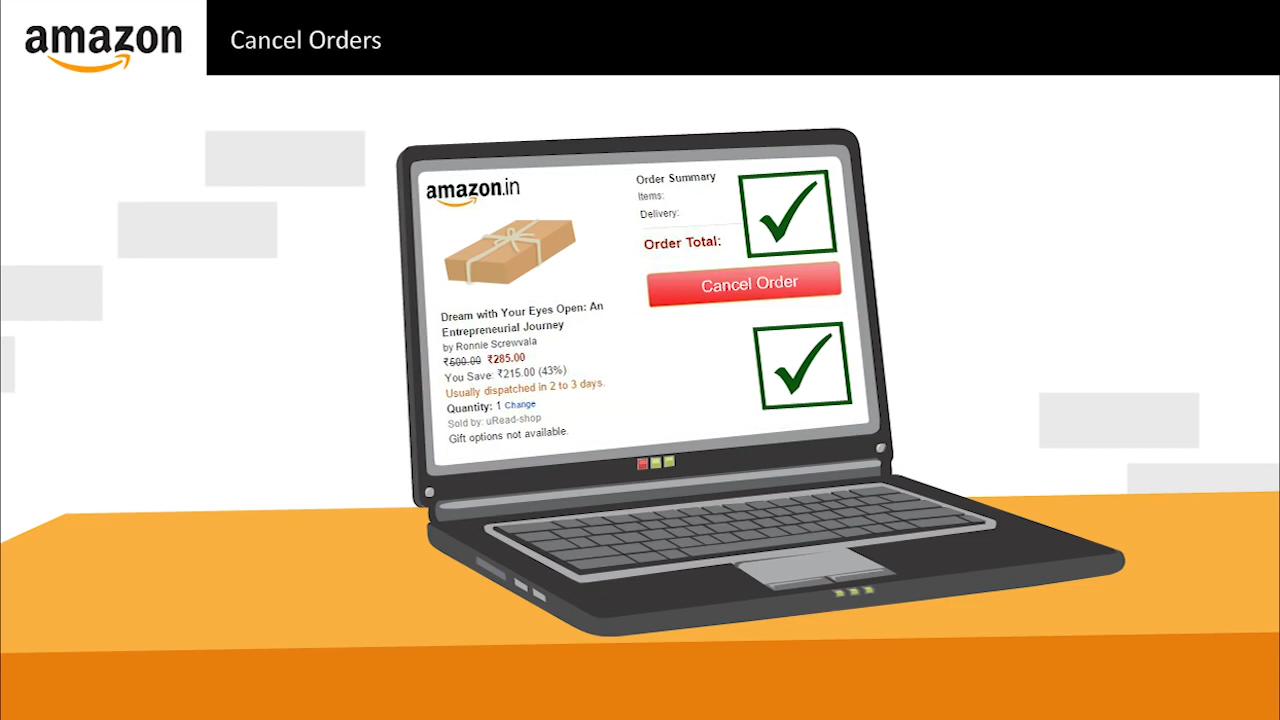 amazon
Cancel Orders
amazon.in
Order Summary
Items:
Delivery:
Order Total:
Cancel Order
Dream with Your Eyes Open: An
Entrepreneurial Journey
by Ronnie Screwvala
₹500.00 ₹285.00
You Save: ₹215.00 (43%)
Usually dispatched in 2 to 3 days.
Quantity: 1 Change
Sold by: uRead-shop
Gift options not available.